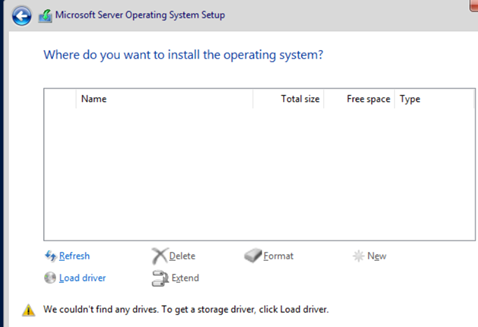 Microsoft Server Operating System Setup
Where do you want to install the operating system?
Name Total size Free space Type
Refresh Delete Format New
Load driver Extend
We couldn't find any drives. To get a storage driver, click Load driver.